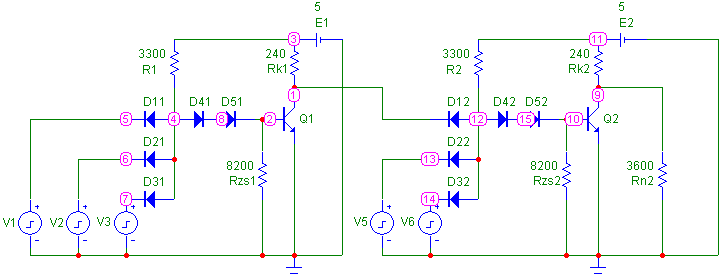 5 5
E1 E2
3 11
3300 240 3300 240
R1 Rk1 R2 Rk2
1 9
D11 D41 D51 D12 D42 D52
5 4 8 2 Q1 12 15 10 Q2
D21 D22
6 13
8200 8200 3600
D31 Rzs1 D32 Rzs2 Rn2
7 14
V1 V2 V3 V5 V6